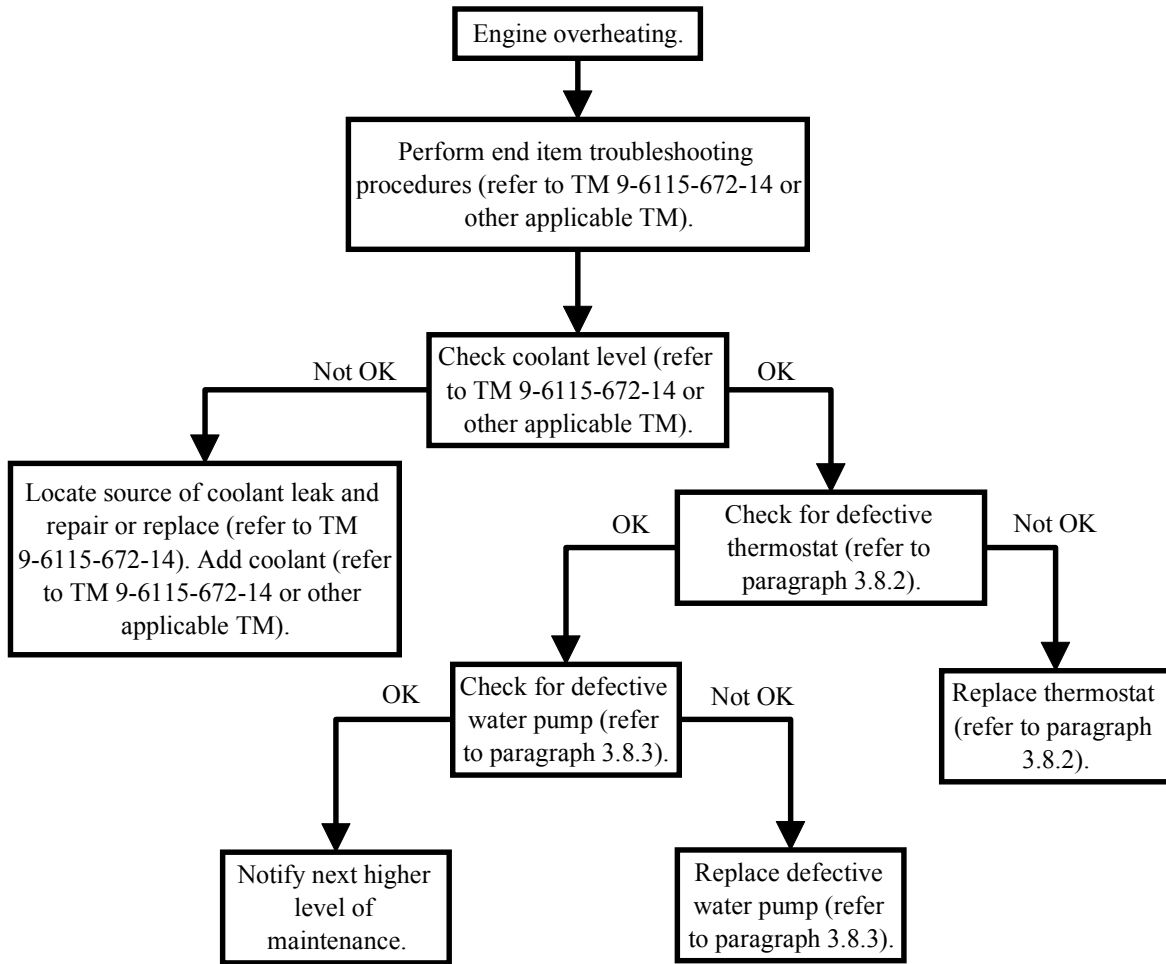 Engine overheating.
Perform end item troubleshooting
procedures (refer to TM 9-6115-672-14 or
other applicable TM).
Check coolant level (refer
to TM 9-6115-672-14 or
other applicable TM).
Not OK
OK
Locate source of coolant leak and
repair or replace (refer to TM
9-6115-672-14). Add coolant (refer
to TM 9-6115-672-14 or other
applicable TM).
Check for defective
thermostat (refer to
paragraph 3.8.2).
OK
Not OK
Check for defective
water pump (refer
to paragraph 3.8.3).
OK
Not OK
Replace thermostat
(refer to paragraph
3.8.2).
Notify next higher
level of
maintenance.
Replace defective
water pump (refer
to paragraph 3.8.3).